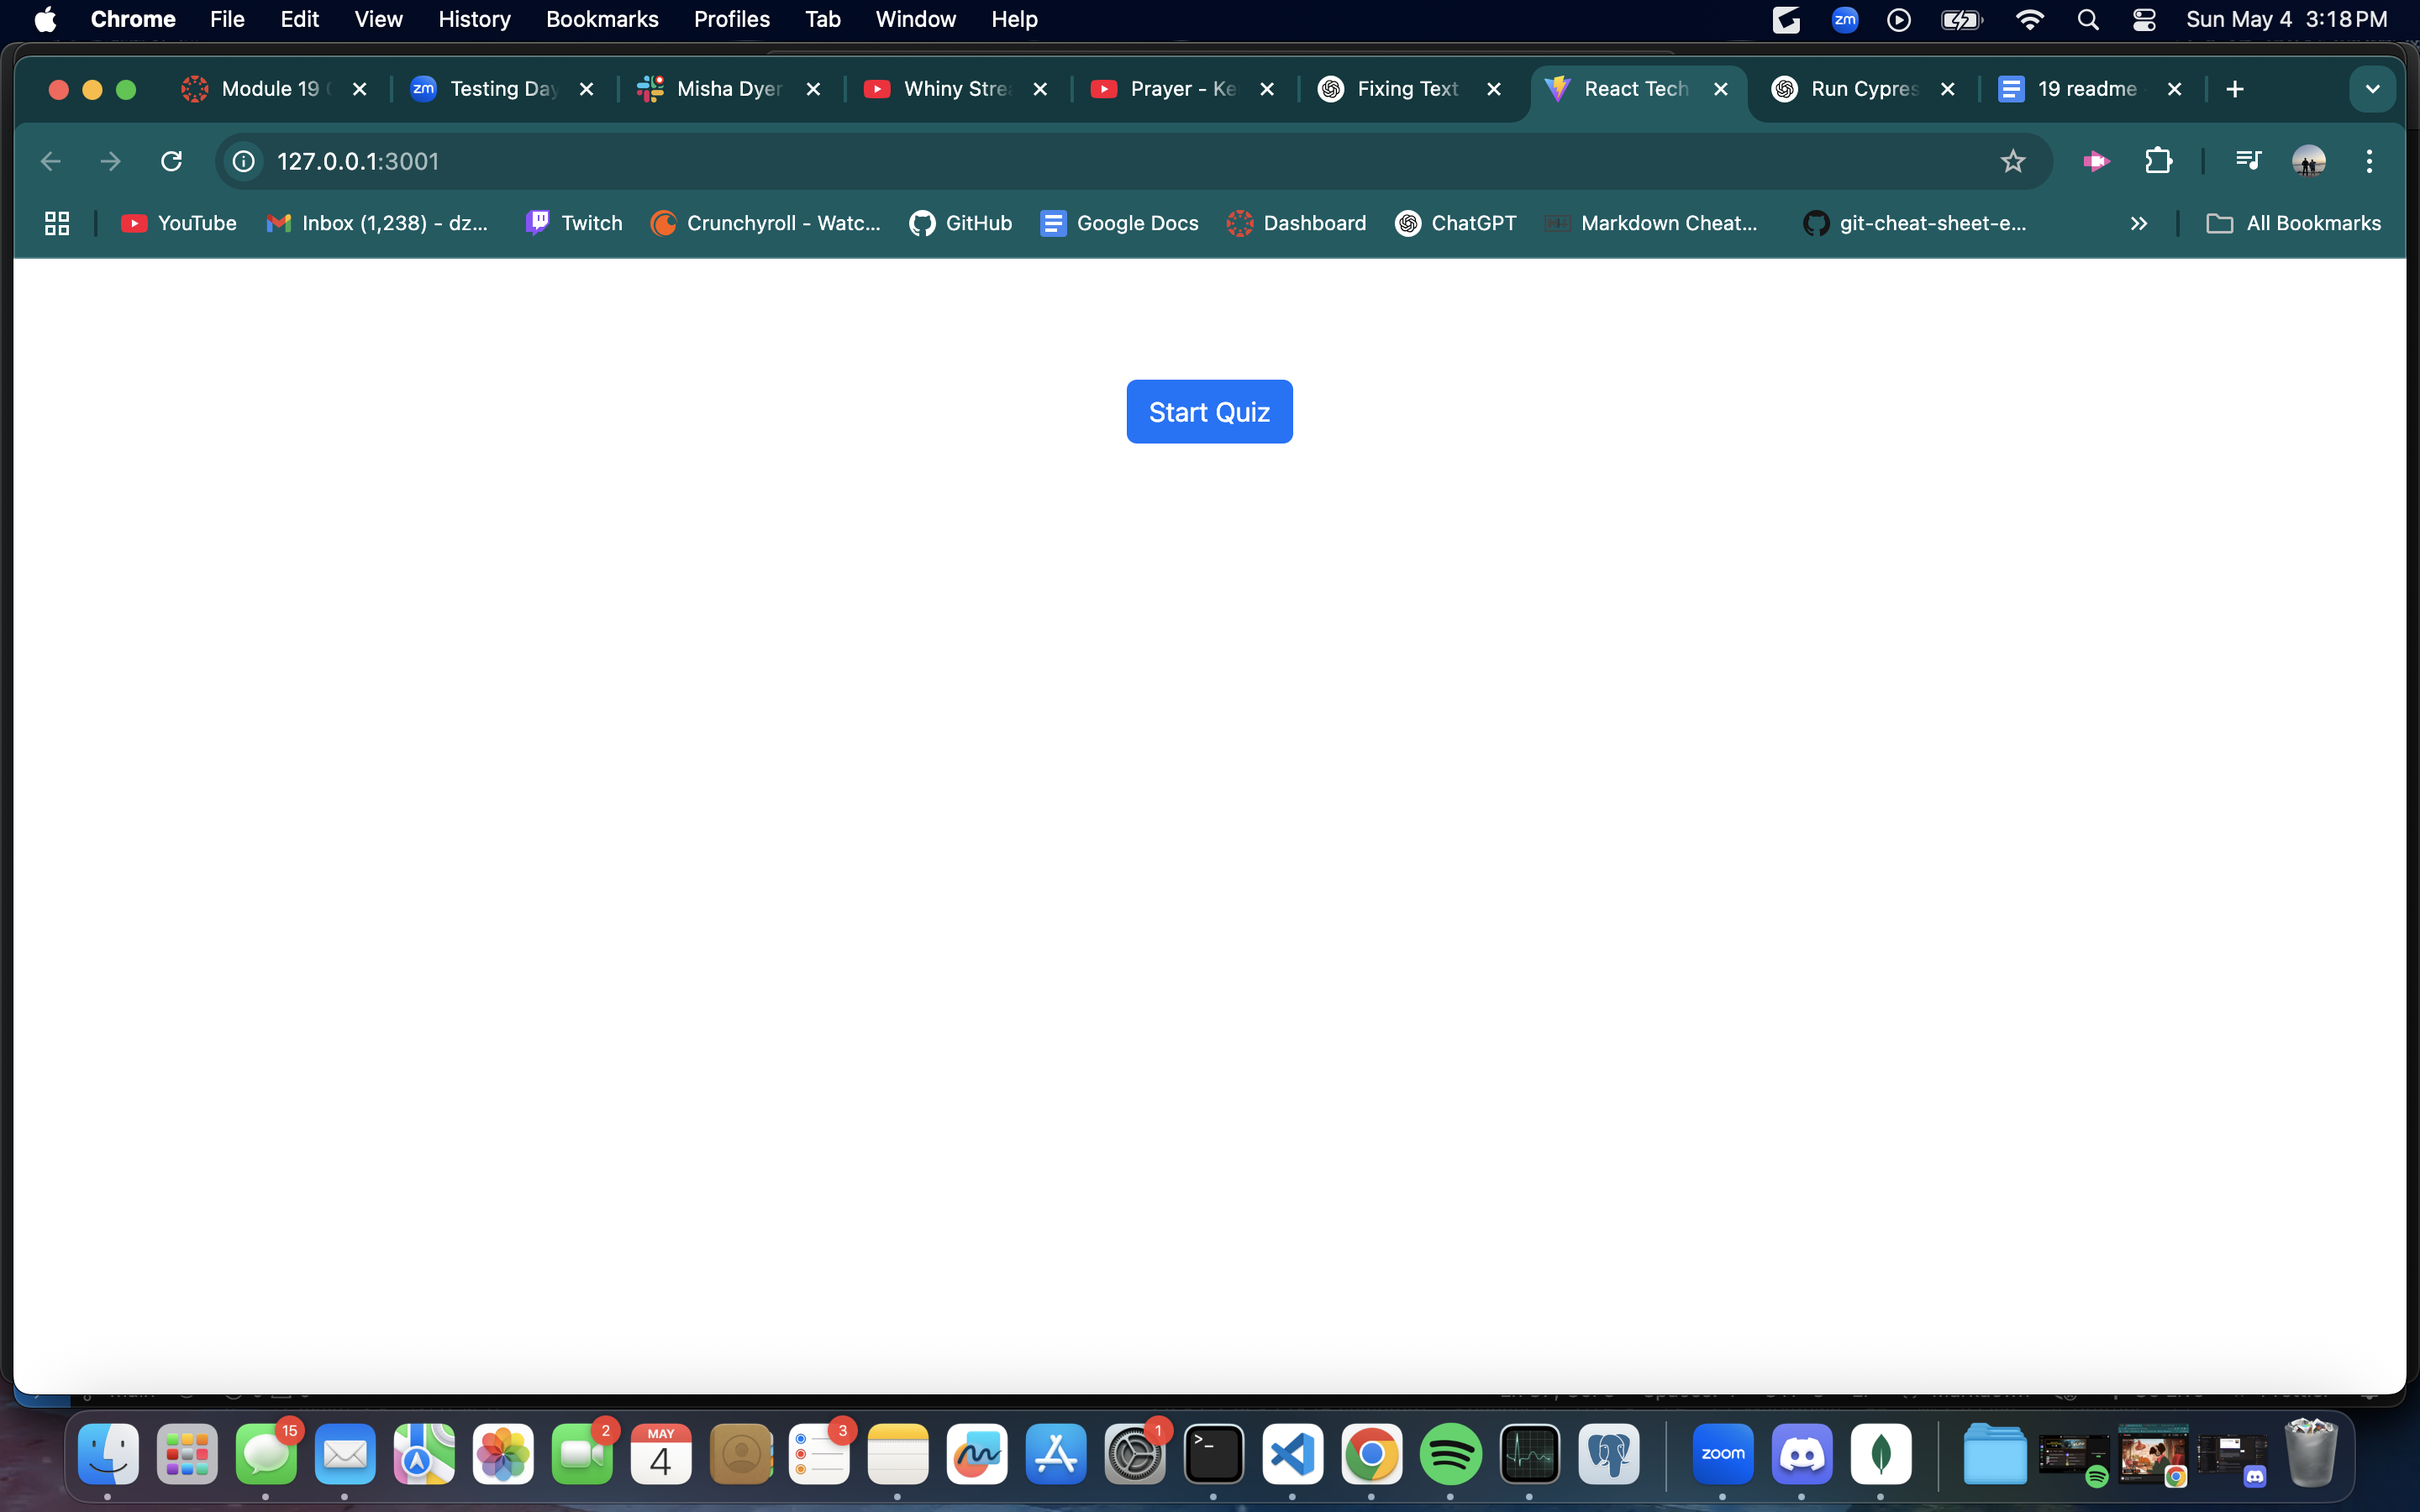 Chrome File Edit View History Bookmarks Profiles Tab Window Help zm Sun May 4 3:18 PM
Module 19 zm Testing Day Misha Dyer Whiny Strea Prayer - Ke Fixing Text React Tech Run Cypres 19 readme
127.0.0.1:3001
YouTube Inbox (1,238) - dz... Twitch Crunchyroll - Watc... GitHub Google Docs Dashboard ChatGPT Markdown Cheat... git-cheat-sheet-e... All Bookmarks
Start Quiz
15 2 MAY 4 3 1 zoom